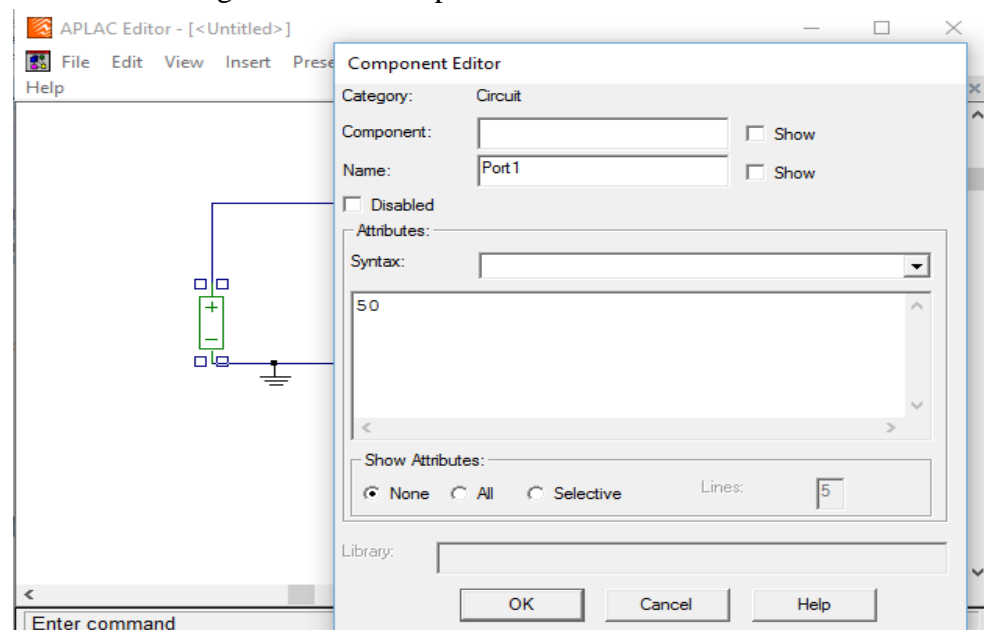 APLAC Editor - [<Untitled>]
File Edit View Insert Prese
Help
Component Editor
Category: Circuit
Component: Show
Name: Port1 Show
Disabled
Attributes:
Syntax:
50
Show Attributes:
None All Selective Lines: 5
Library:
OK Cancel Help
Enter command